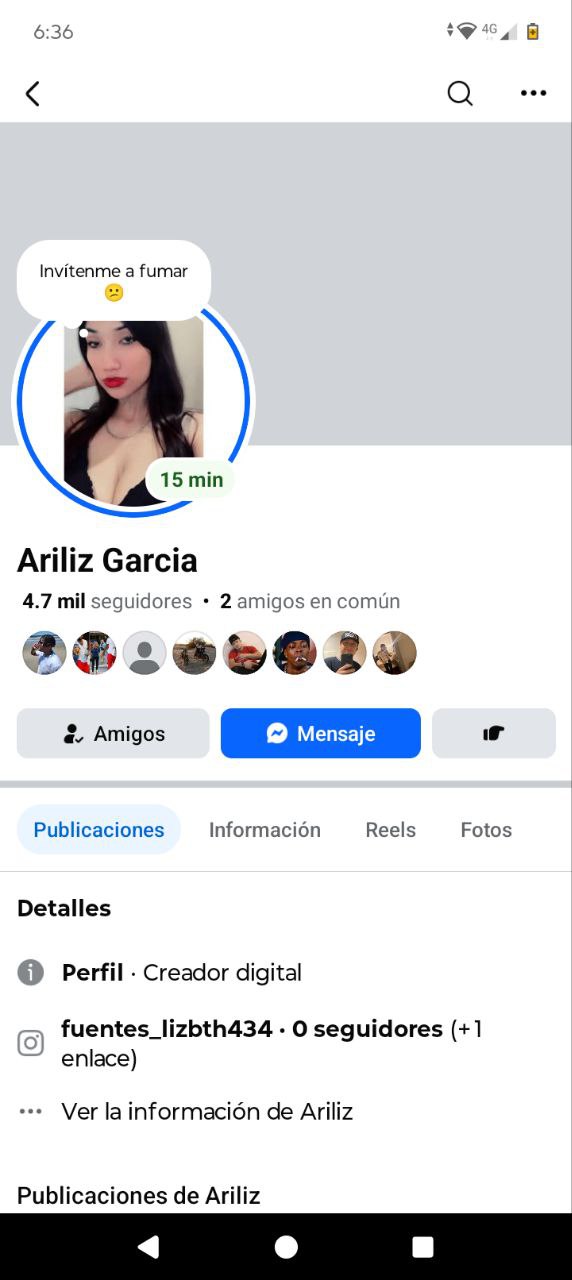 6:36
4G
Invítenme a fumar
😕
15 min
Ariliz Garcia
4.7 mil seguidores • 2 amigos en común
Amigos
Mensaje
Publicaciones
Información
Reels
Fotos
Detalles
Perfil · Creador digital
fuentes_lizbth434 · 0 seguidores (+1
enlace)
Ver la información de Ariliz
Publicaciones de Ariliz